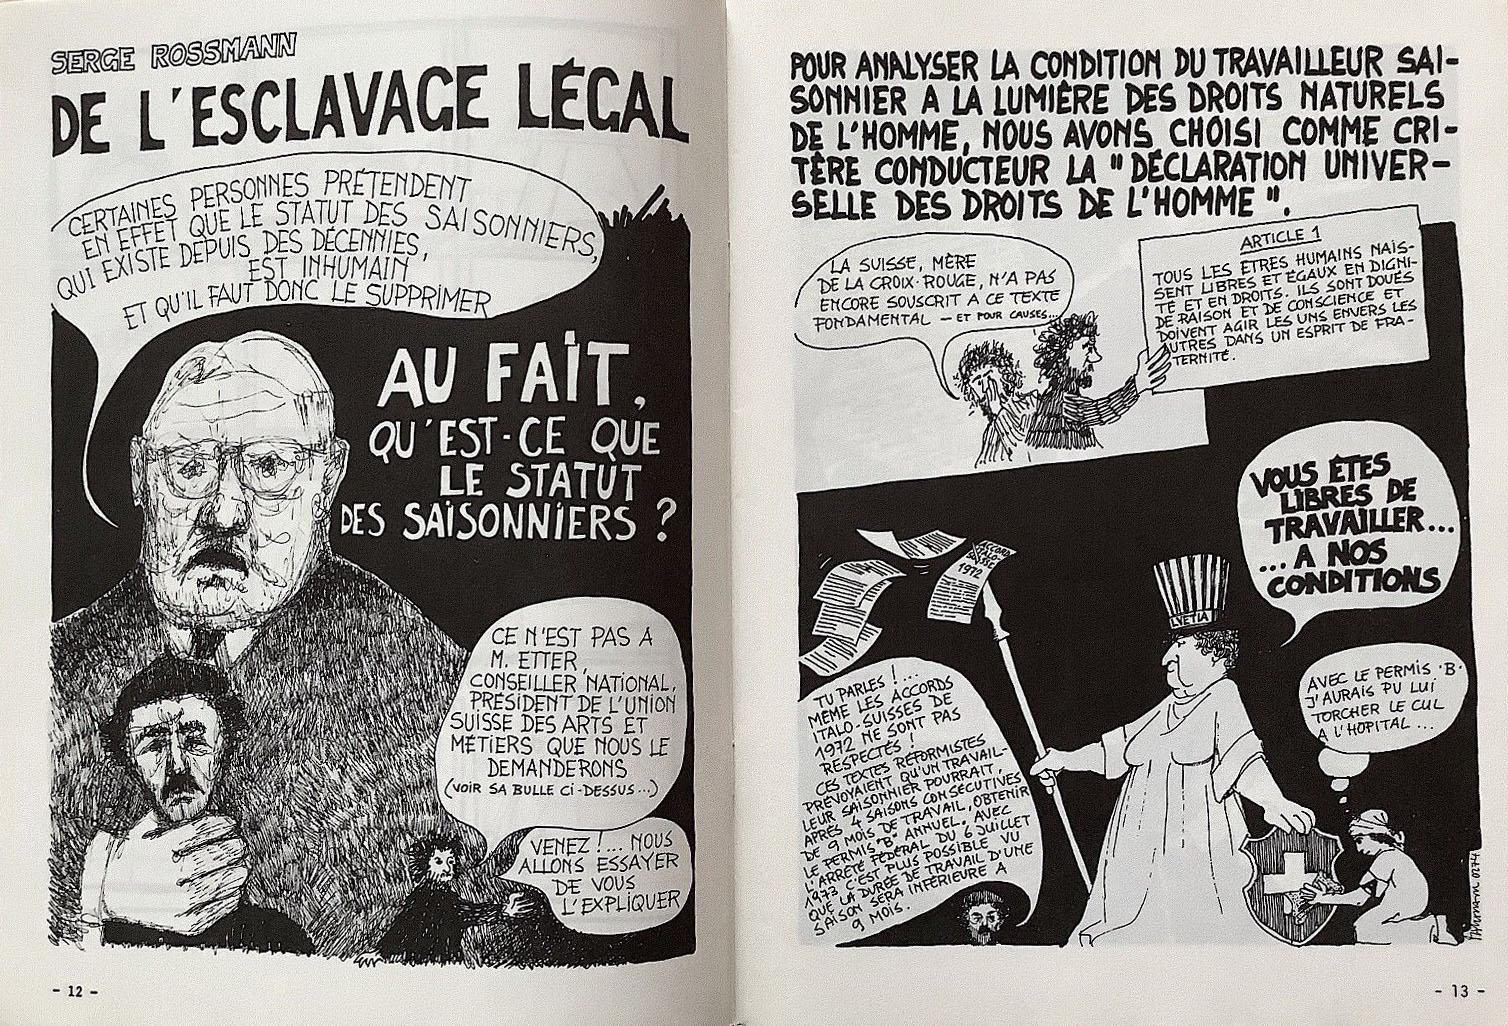 SERGE ROSSMANN
DE L'ESCLAVAGE LÉGAL
CERTAINES PERSONNES PRÉTENDENT
EN EFFET QUE LE STATUT DES SAISONNIERS,
QUI EXISTE DEPUIS DES DÉCENNIES,
EST INHUMAIN
ET QU'IL FAUT DONC LE SUPPRIMER
AU FAIT,
QU'EST-CE QUE
LE STATUT
DES SAISONNIERS ?
CE N'EST PAS A
M. ETTER,
CONSEILLER NATIONAL,
PRÉSIDENT DE L'UNION
SUISSE DES ARTS ET
MÉTIERS QUE NOUS LE
DEMANDERONS
(VOIR SA BULLE CI-DESSUS...)
VENEZ !... NOUS
ALLONS ESSAYER
DE VOUS
L'EXPLIQUER
- 12 -
POUR ANALYSER LA CONDITION DU TRAVAILLEUR SAI-
SONNIER A LA LUMIÈRE DES DROITS NATURELS
DE L'HOMME, NOUS AVONS CHOISI COMME CRI-
TÈRE CONDUCTEUR LA "DÉCLARATION UNIVER-
SELLE DES DROITS DE L'HOMME".
LA SUISSE, MÈRE
DE LA CROIX-ROUGE, N'A PAS
ENCORE SOUSCRIT A CE TEXTE
FONDAMENTAL — ET POUR CAUSES...
ARTICLE 1
TOUS LES ÊTRES HUMAINS NAIS-
SENT LIBRES ET ÉGAUX EN DIGNI-
TÉ ET EN DROITS. ILS SONT DOUÉS
DE RAISON ET DE CONSCIENCE ET
DOIVENT AGIR LES UNS ENVERS LES
AUTRES DANS UN ESPRIT DE FRA-
TERNITÉ.
VOUS ÊTES
LIBRES DE
TRAVAILLER...
...A NOS
CONDITIONS
ACCORD
ITALO-
SUISSE
1972
LVETIA
AVEC LE PERMIS "B"
J'AURAIS PU LUI
TORCHER LE CUL
A L'HOPITAL...
TU PARLES !...
MEME LES ACCORDS
ITALO-SUISSES DE
1972 NE SONT PAS
RESPECTÉS !
CES TEXTES RÉFORMISTES
PRÉVOYAIENT QU'UN TRAVAIL-
LEUR SAISONNIER POURRAIT,
APRÈS 4 SAISONS CONSÉCUTIVES
DE 9 MOIS DE TRAVAIL, OBTENIR
LE PERMIS "B" ANNUEL. AVEC
L'ARRÊTÉ FÉDÉRAL DU 6 JUILLET
1973 C'EST PLUS POSSIBLE VU
QUE LA DURÉE DE TRAVAIL D'UNE
SAISON SERA INFÉRIEURE A
9 MOIS.
0274
- 13 -